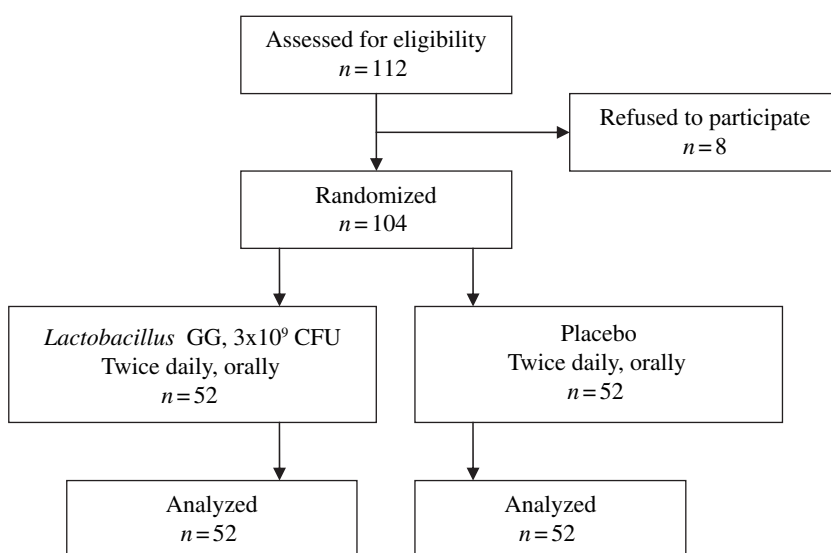 Assessed for eligibility
n=112
Refused to participate
n=8
Randomized
n=104
Lactobacillus GG, 3x10⁹ CFU
Twice daily, orally
n=52
Placebo
Twice daily, orally
n=52
Analyzed
n=52
Analyzed
n=52